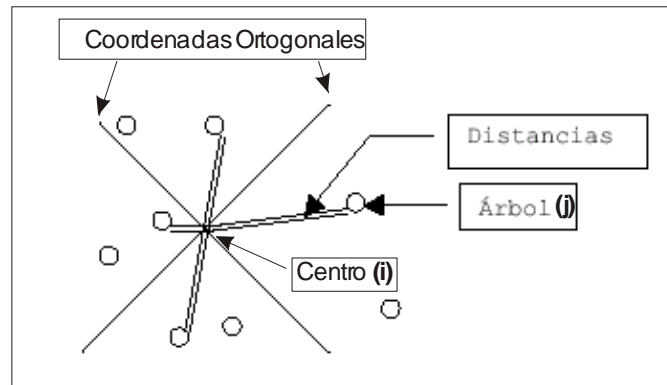 Coordenadas Ortogonales
Distancias
Árbol (j)
Centro (i)